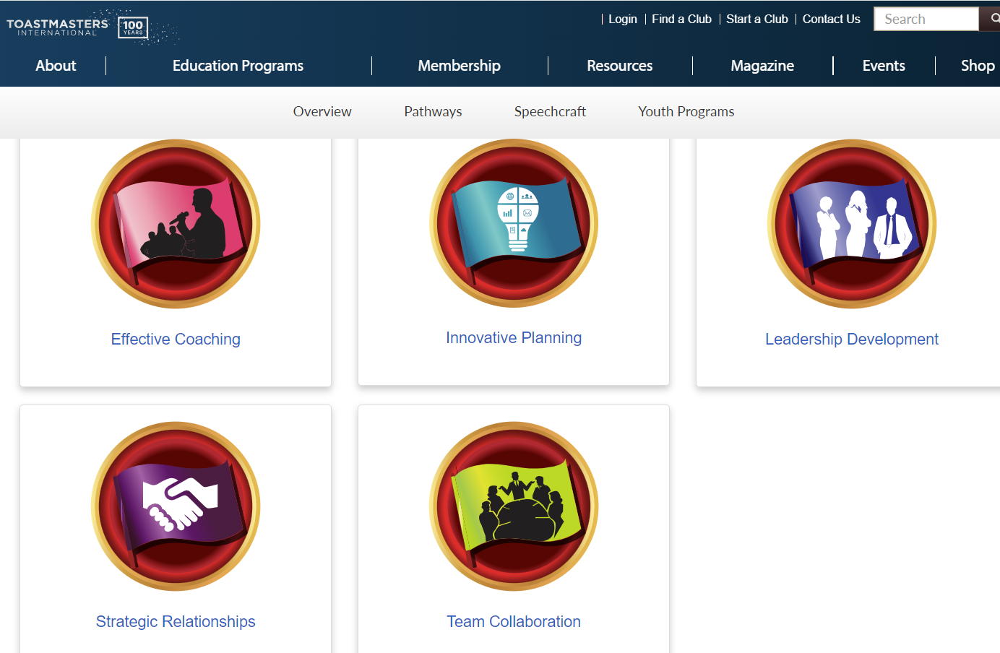 TOASTMASTERS
INTERNATIONAL
100
YEARS
Login
Find a Club
Start a Club
Contact Us
Search
About
Education Programs
Membership
Resources
Magazine
Events
Shop
Overview
Pathways
Speechcraft
Youth Programs
Effective Coaching
Innovative Planning
Leadership Development
Strategic Relationships
Team Collaboration